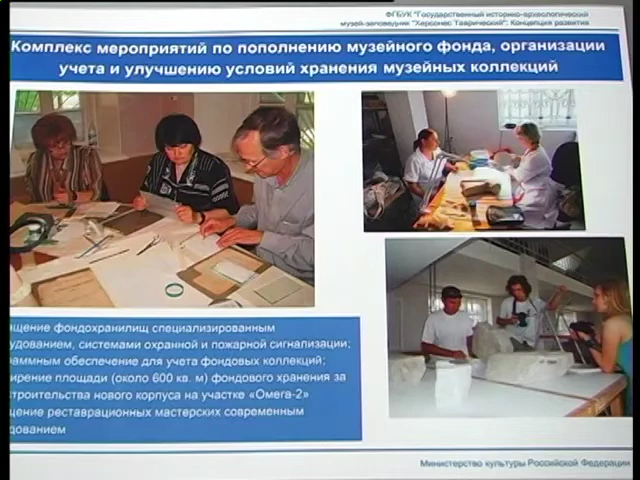 ФГБУК "Государственный историко-археологический
музей-заповедник "Херсонес Таврический": Концепция развития
Комплекс мероприятий по пополнению музейного фонда, организации
учета и улучшению условий хранения музейных коллекций
ащение фондохранилищ специализированным
удованием, системами охранной и пожарной сигнализации;
раммным обеспечение для учета фондовых коллекций;
ирение площади (около 600 кв. м) фондового хранения за
строительства нового корпуса на участке «Омега-2»
щение реставрационных мастерских современным
дованием
Министерство культуры Российской Федерации